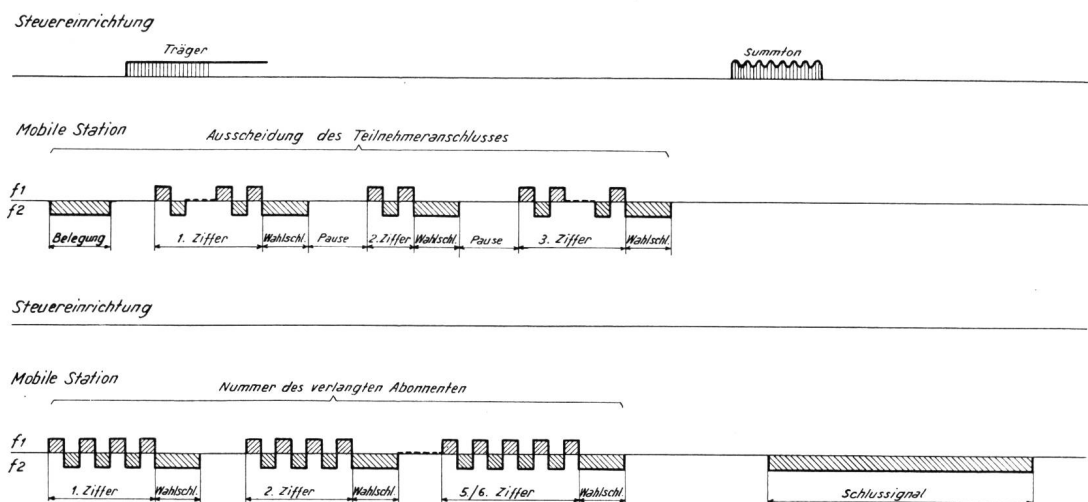 Steuereinrichtung
Träger
Summton
Mobile Station
Ausscheidung des Teilnehmeranschlusses
f1
f2
Belegung
1. Ziffer
Wahlschl.
Pause
2. Ziffer
Wahlschl.
Pause
3. Ziffer
Wahlschl.
Steuereinrichtung
Mobile Station
Nummer des verlangten Abonnenten
f1
f2
1. Ziffer
Wahlschl.
2. Ziffer
Wahlschl.
5/6. Ziffer
Wahlschl.
Schlussignal